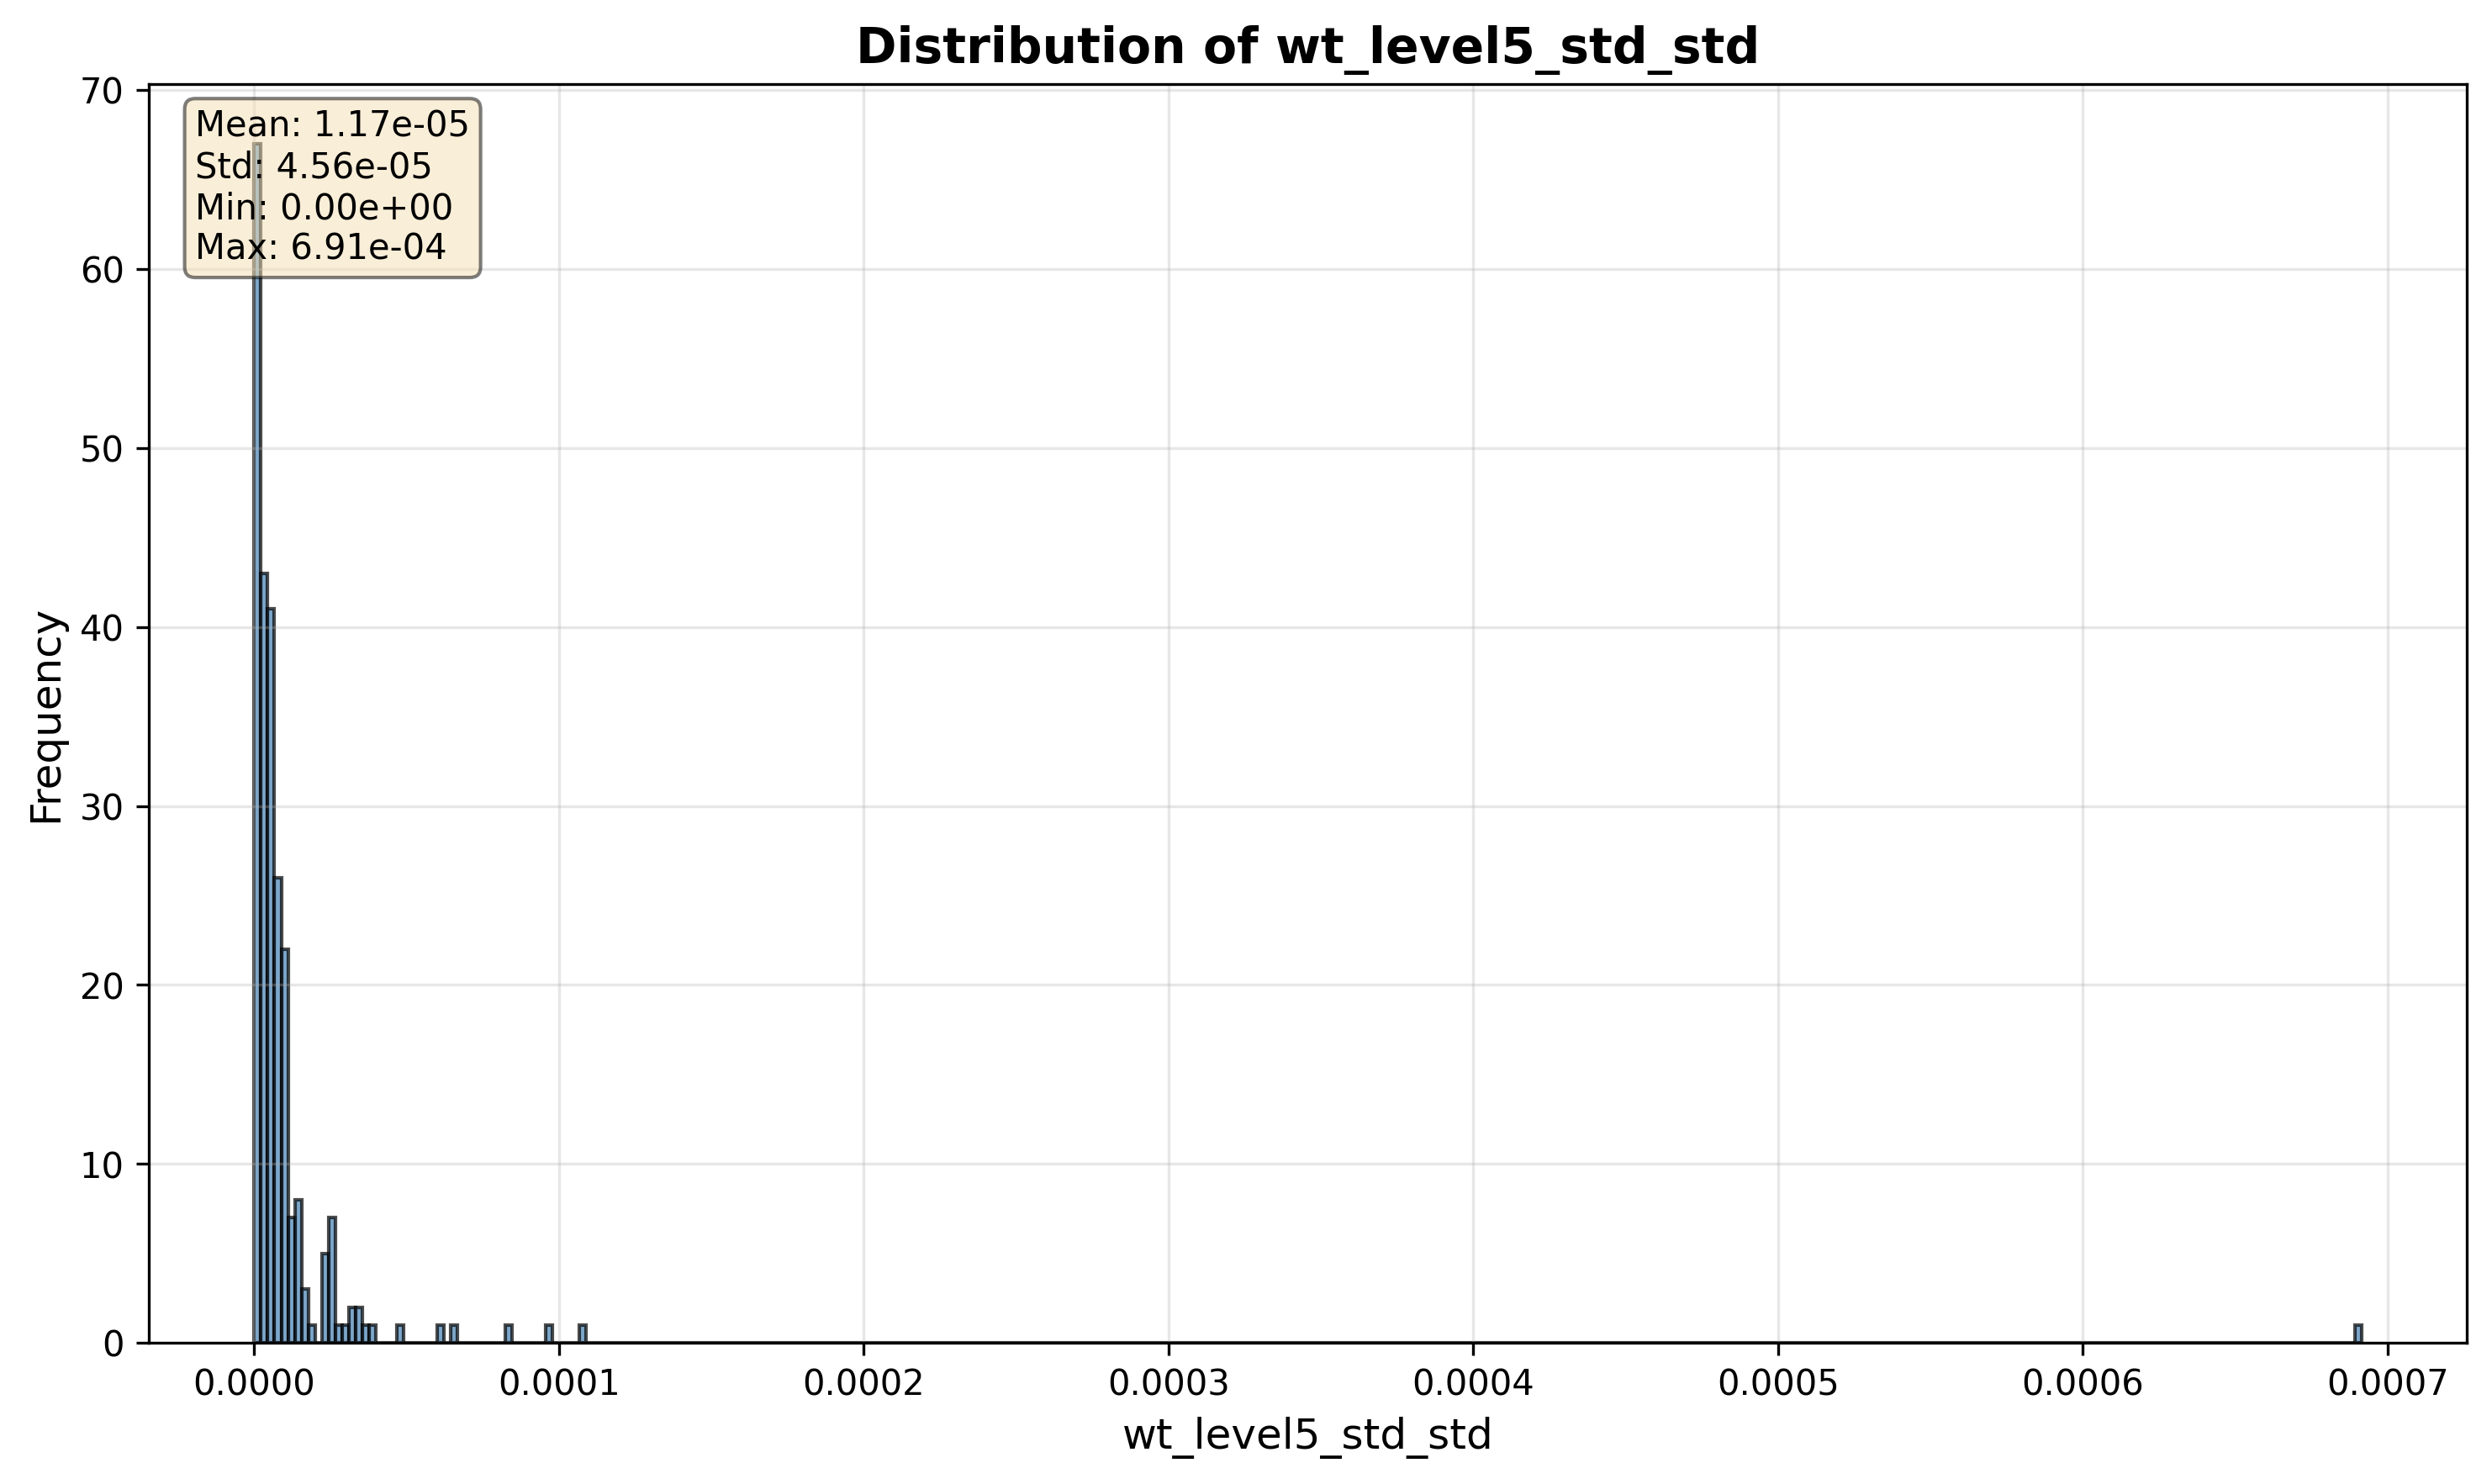 Distribution of wt_level5_std_std
Mean: 1.17e-05
Std: 4.56e-05
Min: 0.00e+00
Max: 6.91e-04
70
60
50
40
30
20
10
0
Frequency
0.0000 0.0001 0.0002 0.0003 0.0004 0.0005 0.0006 0.0007
wt_level5_std_std